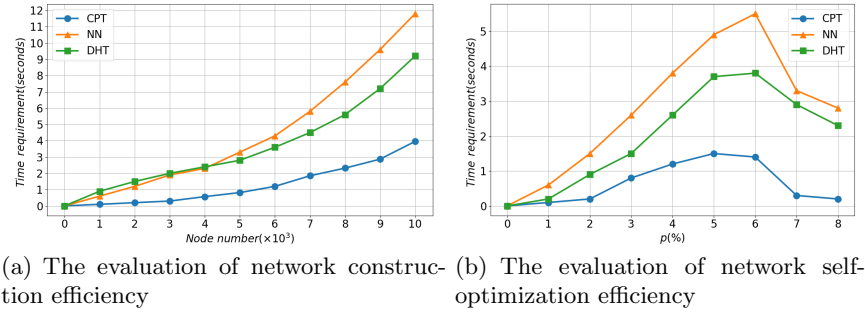 CPT
NN
DHT
12
11
10
9
8
7
6
5
4
3
2
1
0
Time requirement(seconds)
0 1 2 3 4 5 6 7 8 9 10
Node number(×10³)
(a) The evaluation of network construc-
tion efficiency
CPT
NN
DHT
5
4
3
2
1
0
Time requirement(seconds)
0 1 2 3 4 5 6 7 8
p(%)
(b) The evaluation of network self-
optimization efficiency